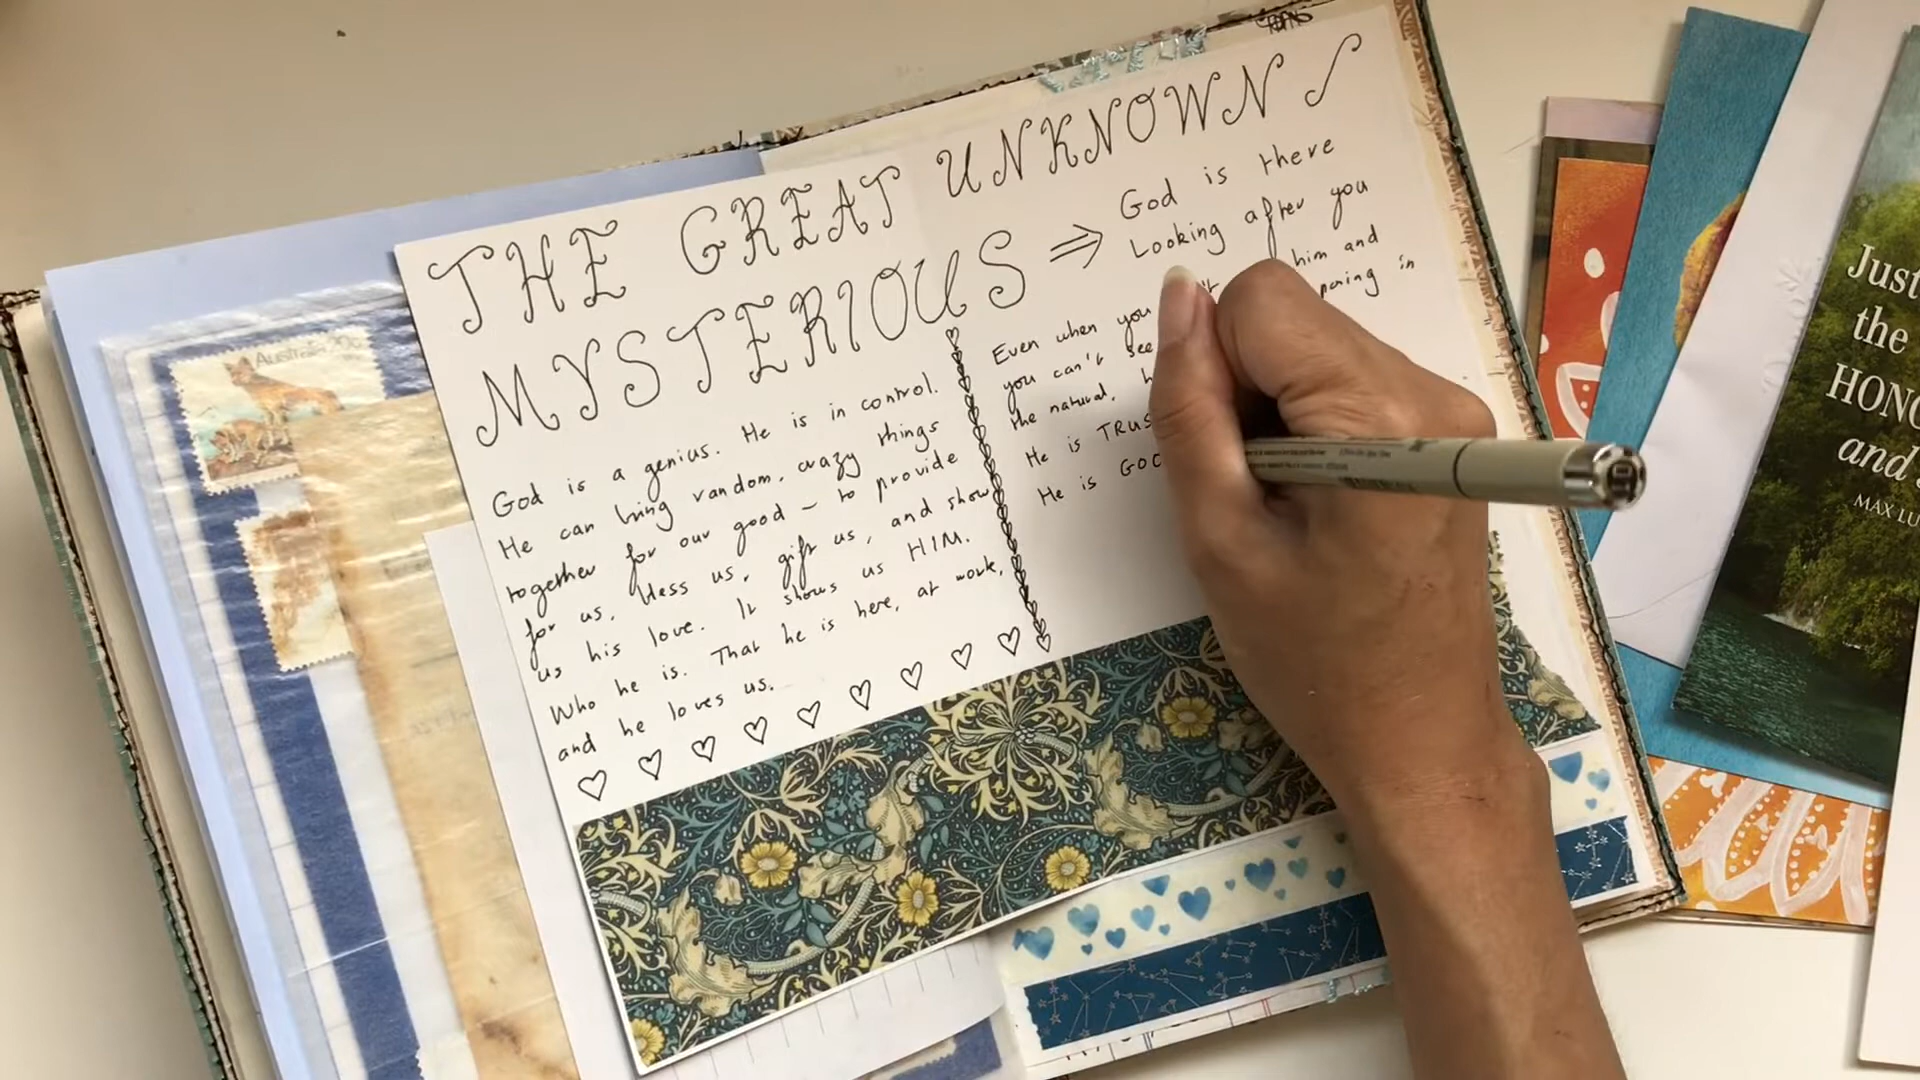 THE GREAT UNKNOWN /
MYSTERIOUS ⇒
God is there
Looking after you
God is a genius. He is in control.
He can bring random, crazy things
together for our good – to provide
for us, bless us, gift us, and show
us his love. It shows us HIM.
Who he is. That he is here, at work,
and he loves us.
Even when you him and
you can't see in
the natural,
He is
He is
Australia 20c
Just
the
and
MAX